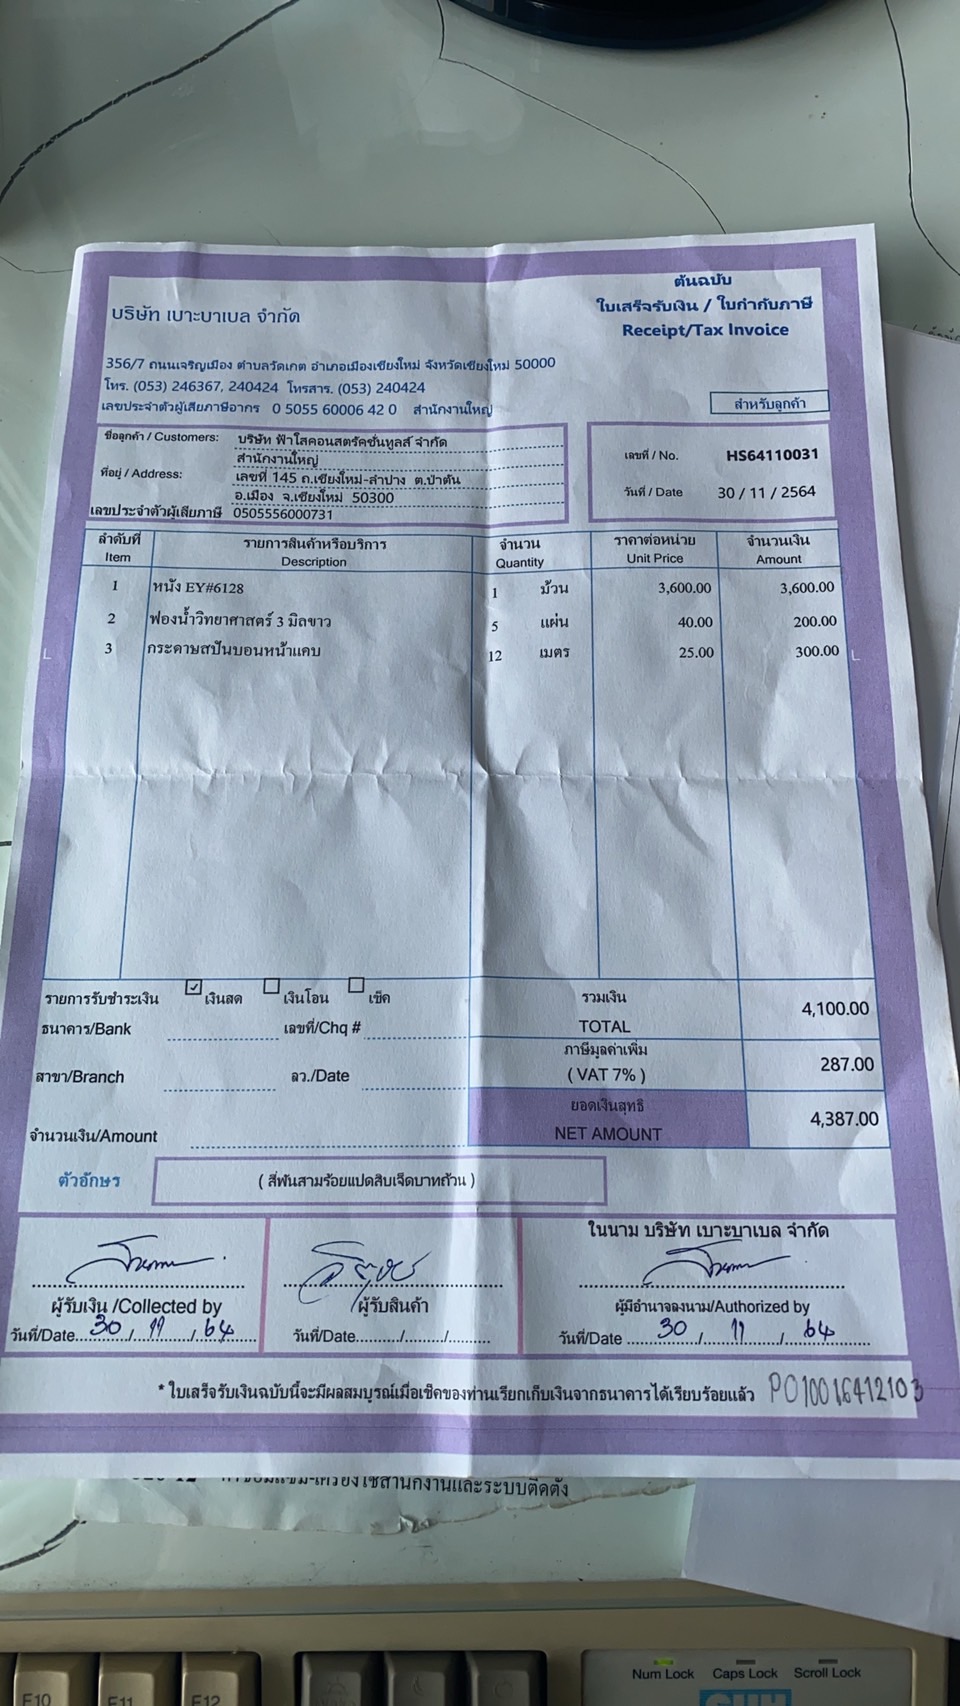 ต้นฉบับ
ใบเสร็จรับเงิน / ใบกำกับภาษี
Receipt/Tax Invoice
บริษัท เบาะบาเบล จำกัด
356/7 ถนนเจริญเมือง ตำบลวัดเกต อำเภอเมืองเชียงใหม่ จังหวัดเชียงใหม่ 50000
โทร. (053) 246367, 240424 โทรสาร. (053) 240424
เลขประจำตัวผู้เสียภาษีอากร 0 5055 60006 42 0 สำนักงานใหญ่
สำหรับลูกค้า
ชื่อลูกค้า / Customers: บริษัท ฟ้าใสคอนสตรัคชั่นทูลส์ จำกัด
สำนักงานใหญ่
ที่อยู่ / Address: เลขที่ 145 ถ.เชียงใหม่-ลำปาง ต.ป่าตัน
อ.เมือง จ.เชียงใหม่ 50300
เลขประจำตัวผู้เสียภาษี 0505556000731
เลขที่ / No. HS64110031
วันที่ / Date 30 / 11 / 2564
ลำดับที่ รายการสินค้าหรือบริการ จำนวน ราคาต่อหน่วย จำนวนเงิน
Item Description Quantity Unit Price Amount
1 หนัง EY#6128 1 ม้วน 3,600.00 3,600.00
2 ฟองน้ำวิทยาศาสตร์ 3 มิลขาว 5 แผ่น 40.00 200.00
3 กระดาษสปันบอนหน้าแคบ 12 เมตร 25.00 300.00
รายการรับชำระเงิน เงินสด เงินโอน เช็ค
ธนาคาร/Bank เลขที่/Chq #
สาขา/Branch ลว./Date
จำนวนเงิน/Amount
รวมเงิน
TOTAL 4,100.00
ภาษีมูลค่าเพิ่ม
( VAT 7% ) 287.00
ยอดเงินสุทธิ
NET AMOUNT 4,387.00
ตัวอักษร ( สี่พันสามร้อยแปดสิบเจ็ดบาทถ้วน )
ในนาม บริษัท เบาะบาเบล จำกัด
ผู้รับเงิน /Collected by ผู้รับสินค้า ผู้มีอำนาจลงนาม/Authorized by
วันที่/Date 30 / 11 / 64 วันที่/Date......../......../........ วันที่/Date 30 / 11 / 64
* ใบเสร็จรับเงินฉบับนี้จะมีผลสมบูรณ์เมื่อเช็คของท่านเรียกเก็บเงินจากธนาคารได้เรียบร้อยแล้ว PO10016412103
Num Lock Caps Lock Scroll Lock
F10 F11 F12